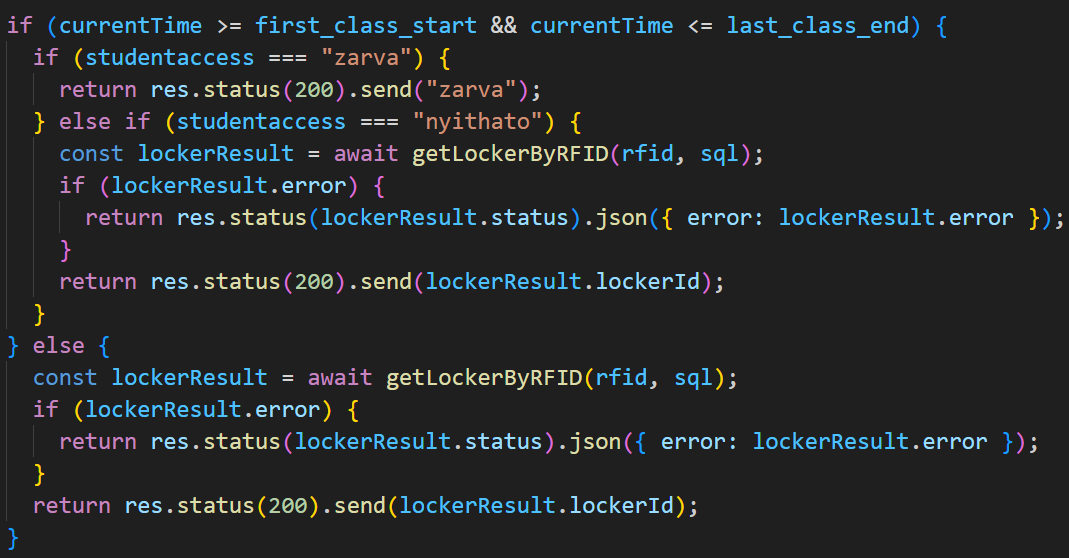 if (currentTime >= first_class_start && currentTime <= last_class_end) {
  if (studentaccess === "zarva") {
    return res.status(200).send("zarva");
  } else if (studentaccess === "nyithato") {
    const lockerResult = await getLockerByRFID(rfid, sql);
    if (lockerResult.error) {
      return res.status(lockerResult.status).json({ error: lockerResult.error });
    }
    return res.status(200).send(lockerResult.lockerId);
  }
} else {
  const lockerResult = await getLockerByRFID(rfid, sql);
  if (lockerResult.error) {
    return res.status(lockerResult.status).json({ error: lockerResult.error });
  }
  return res.status(200).send(lockerResult.lockerId);
}